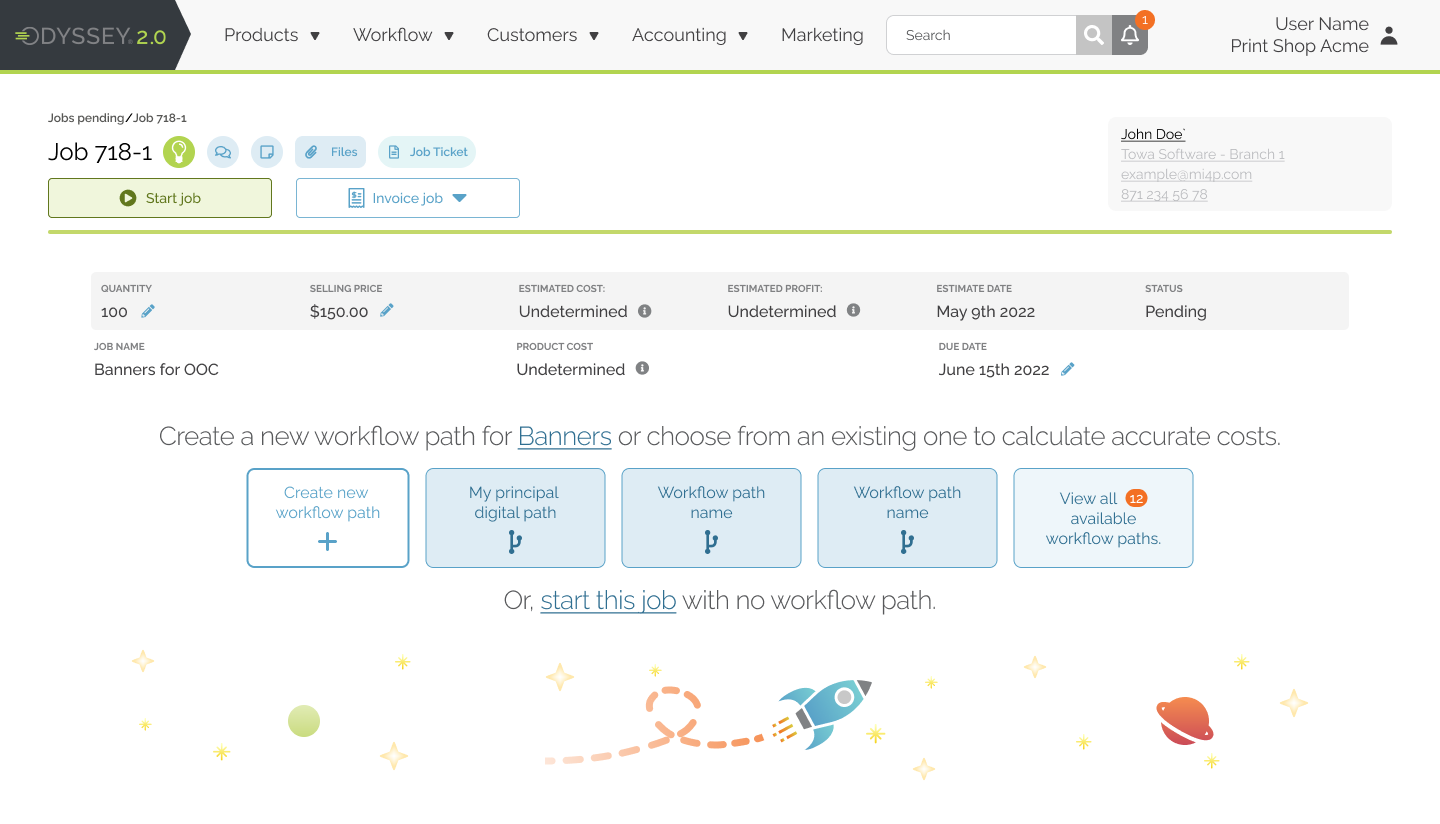 ODYSSEY® 2.0
Products
Workflow
Customers
Accounting
Marketing
Search
1
User Name
Print Shop Acme
Jobs pending/Job 718-1
Job 718-1
Files
Job Ticket
Start job
Invoice job
John Doe`
Towa Software - Branch 1
example@mi4p.com
871 234 56 78
QUANTITY
100
SELLING PRICE
$150.00
ESTIMATED COST:
Undetermined
ESTIMATED PROFIT:
Undetermined
ESTIMATE DATE
May 9th 2022
STATUS
Pending
JOB NAME
Banners for OOC
PRODUCT COST
Undetermined
DUE DATE
June 15th 2022
Create a new workflow path for Banners or choose from an existing one to calculate accurate costs.
Create new
workflow path
My principal
digital path
Workflow path
name
Workflow path
name
View all 12
available
workflow paths.
Or, start this job with no workflow path.